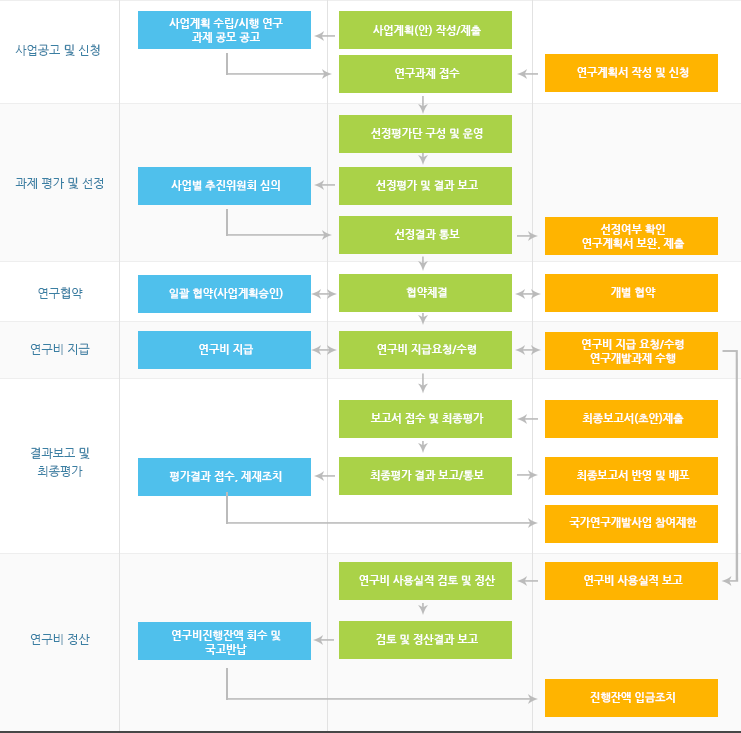 사업공고 및 신청
사업계획 수립/시행 연구
과제 공모 공고
사업계획(안) 작성/제출
연구과제 접수
연구계획서 작성 및 신청
과제 평가 및 선정
선정평가단 구성 및 운영
사업별 추진위원회 심의
선정평가 및 결과 보고
선정결과 통보
선정여부 확인
연구계획서 보완, 제출
연구협약
일괄 협약(사업계획승인)
협약체결
개별 협약
연구비 지급
연구비 지급
연구비 지급요청/수령
연구비 지급 요청/수령
연구개발과제 수행
결과보고 및
최종평가
보고서 접수 및 최종평가
최종보고서(초안)제출
평가결과 접수, 제재조치
최종평가 결과 보고/통보
최종보고서 반영 및 배포
국가연구개발사업 참여제한
연구비 정산
연구비 사용실적 검토 및 정산
연구비 사용실적 보고
연구비진행잔액 회수 및
국고반납
검토 및 정산결과 보고
진행잔액 입금조치